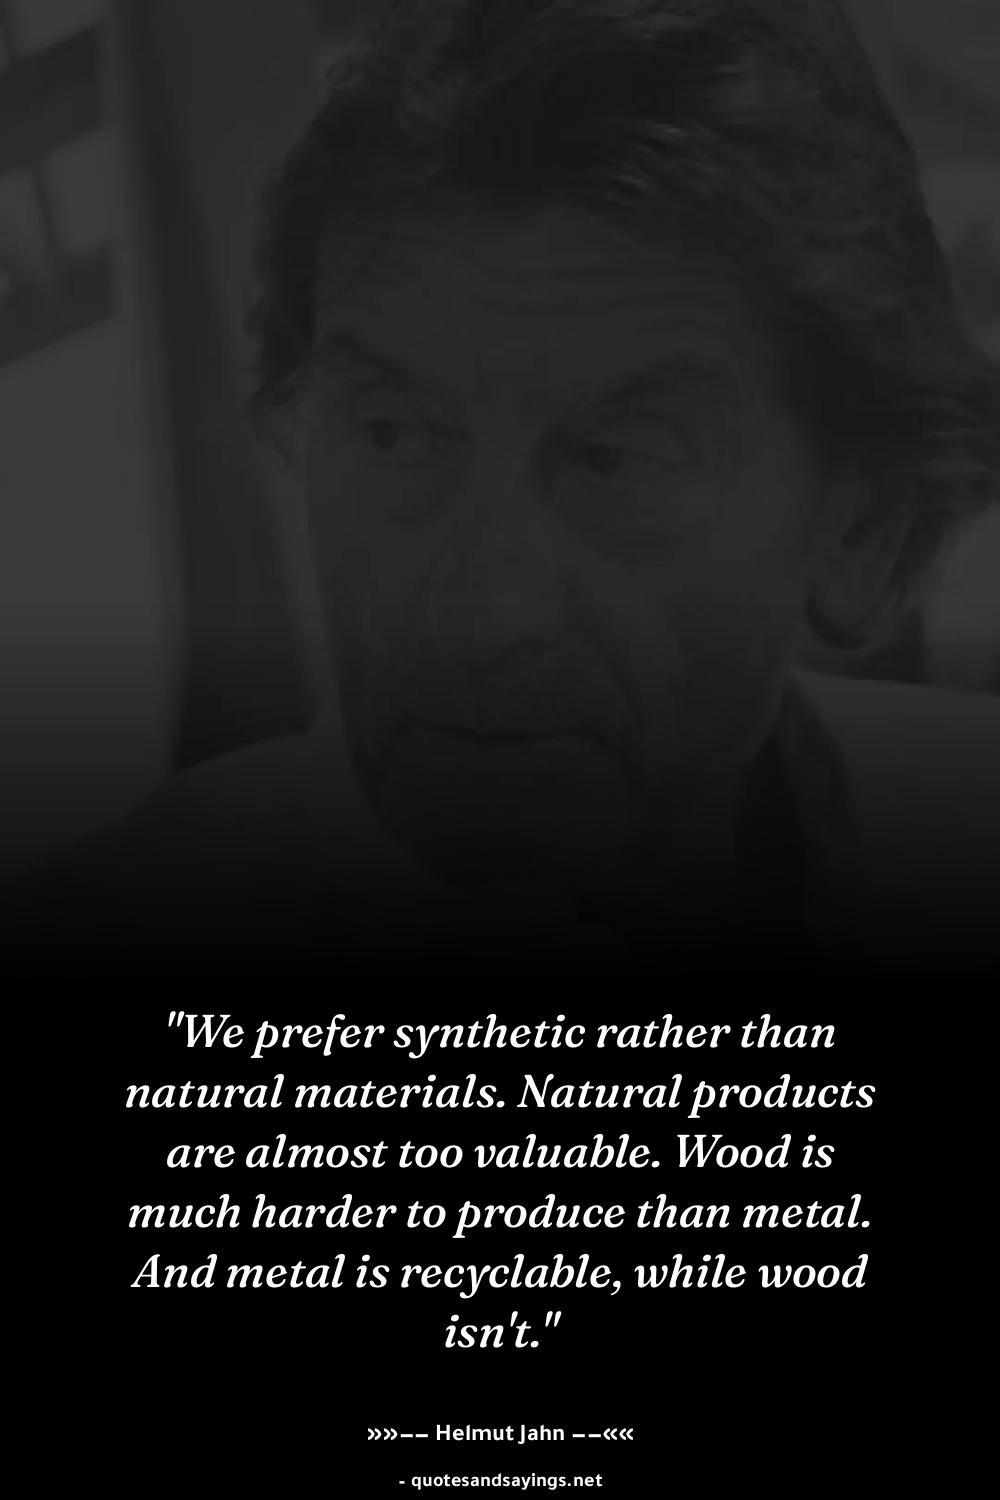 "We prefer synthetic rather than
natural materials. Natural products
are almost too valuable. Wood is
much harder to produce than metal.
And metal is recyclable, while wood
isn't."
»»–– Helmut Jahn ––««
- quotesandsayings.net